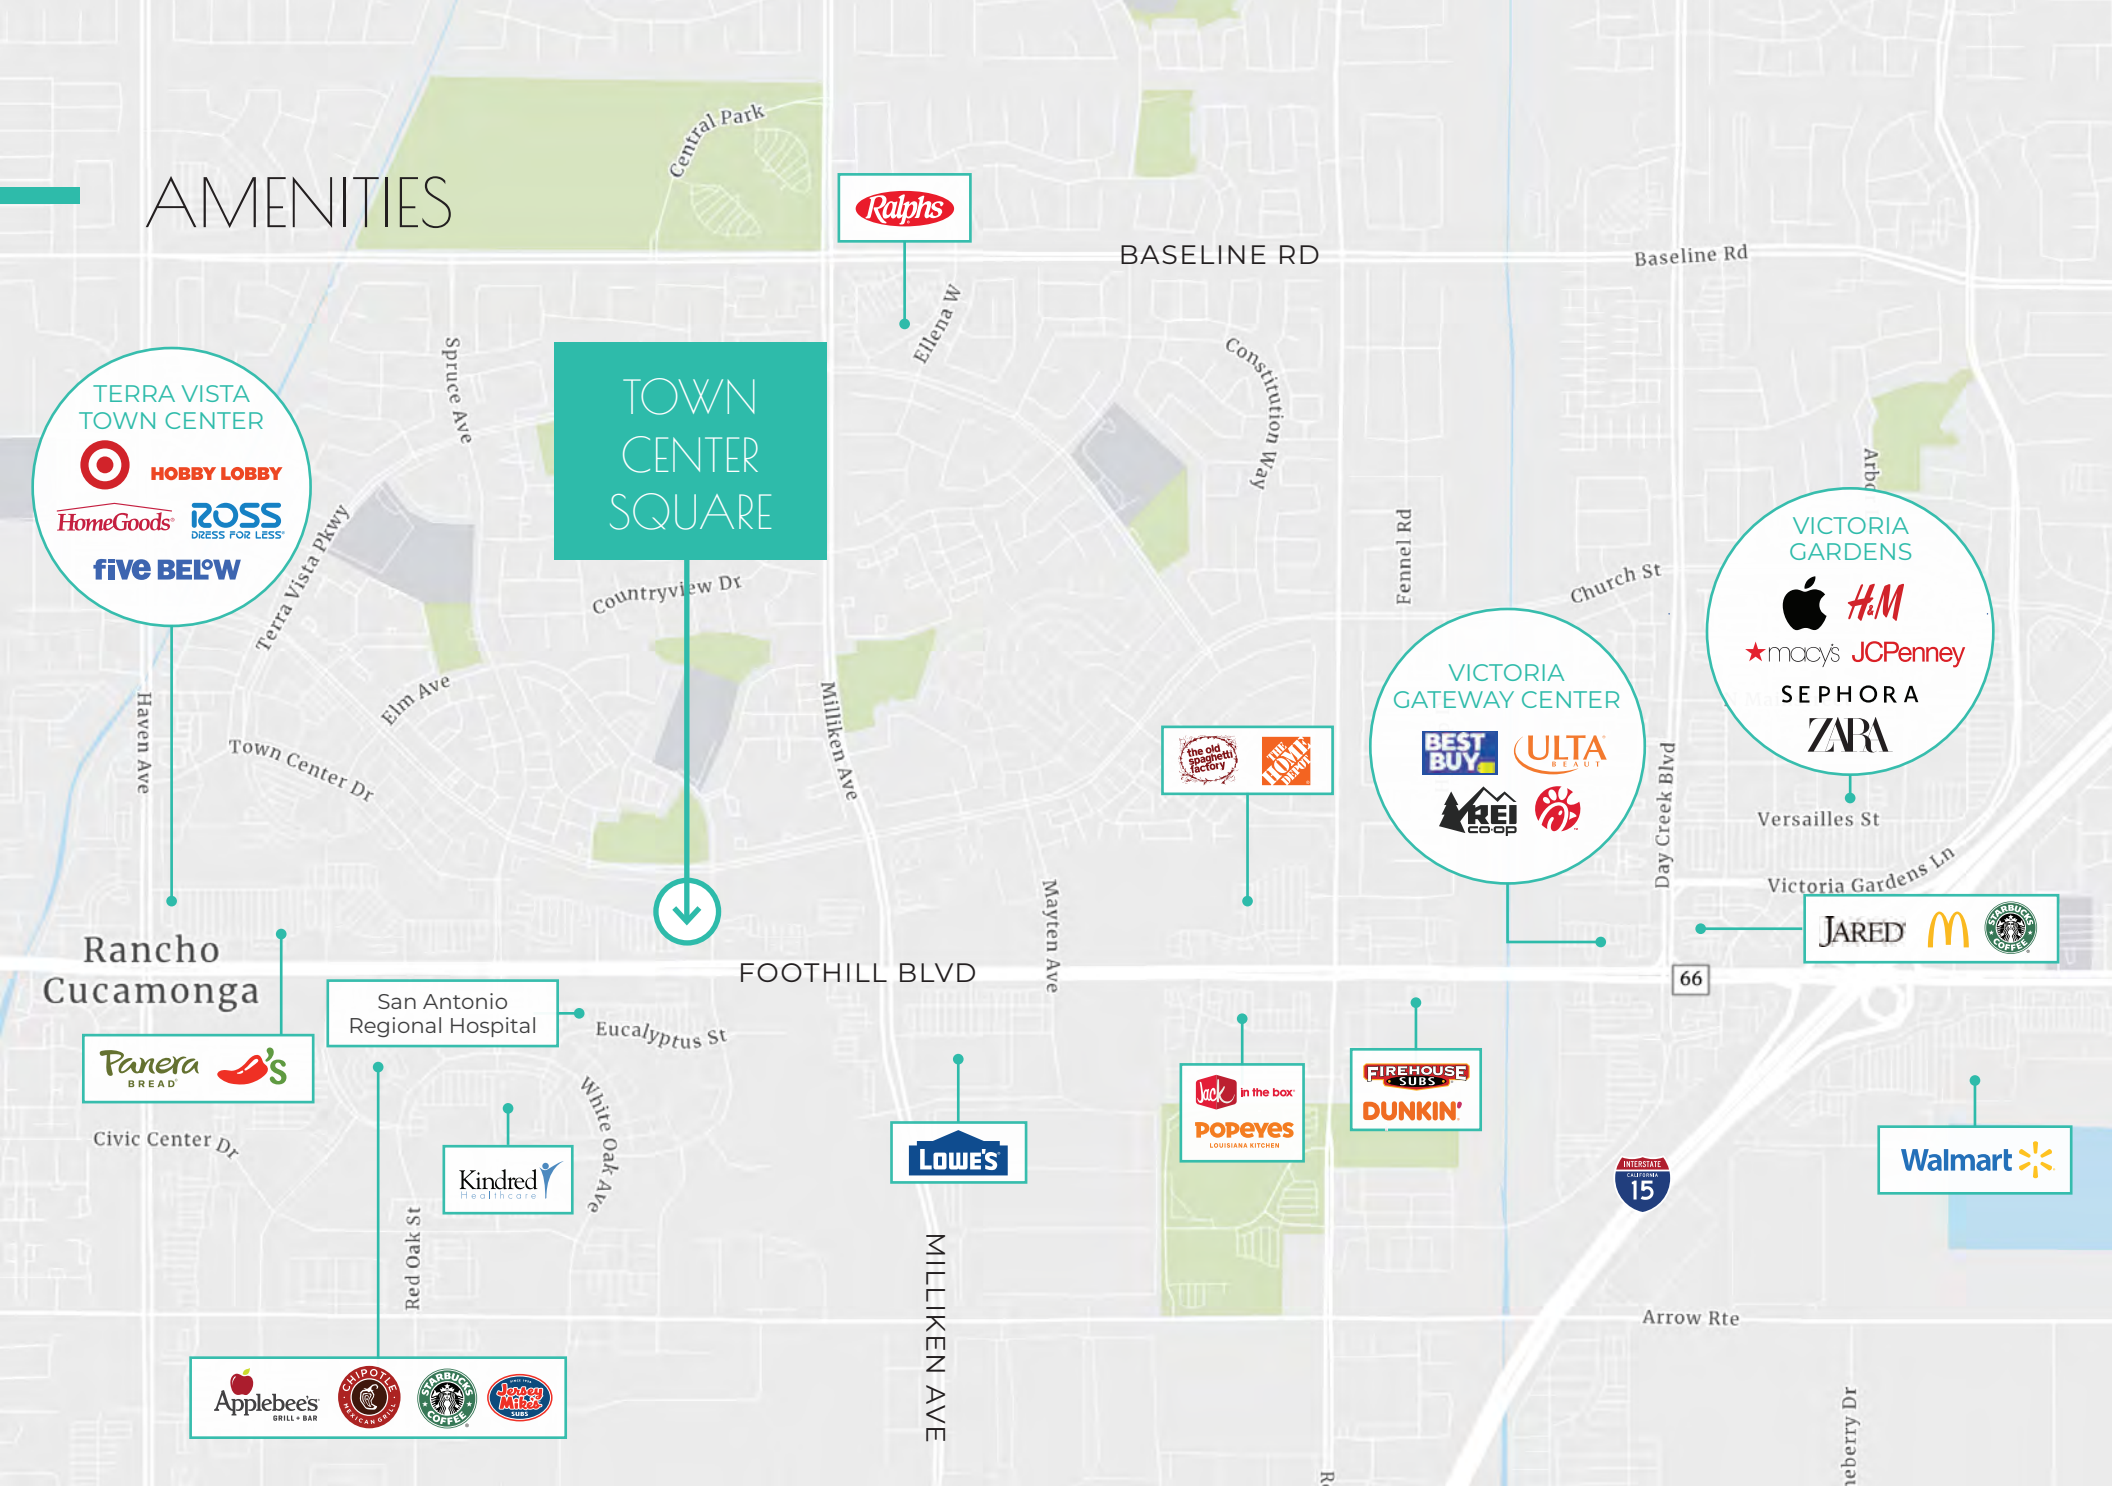 AMENITIES
Central Park
Ralphs
BASELINE RD
Baseline Rd
Ellena W
Spruce Ave
Constitution Way
TERRA VISTA
TOWN CENTER
HOBBY LOBBY
HomeGoods
ROSS
DRESS FOR LESS
five BELOW
TOWN
CENTER
SQUARE
Terra Vista Pkwy
Countryview Dr
Elm Ave
Town Center Dr
Haven Ave
Milliken Ave
Fennel Rd
Church St
Arbo
VICTORIA
GARDENS
H&M
macy's
JCPenney
SEPHORA
ZARA
VICTORIA
GATEWAY CENTER
BEST
BUY
ULTA
BEAUT
REI
CO-OP
the old
spaghetti
factory
THE
HOME
DEPOT
Day Creek Blvd
Versailles St
Victoria Gardens Ln
JARED
STARBUCKS
COFFEE
Mayten Ave
Rancho
Cucamonga
FOOTHILL BLVD
66
San Antonio
Regional Hospital
Eucalyptus St
Panera
BREAD
's
Civic Center Dr
White Oak Ave
Kindred
Healthcare
Red Oak St
LOWE'S
Jack in the box
POPEYES
LOUISIANA KITCHEN
FIREHOUSE
SUBS
DUNKIN'
INTERSTATE
CALIFORNIA
15
Walmart
Arrow Rte
MILLIKEN AVE
Applebee's
GRILL + BAR
CHIPOTLE
MEXICAN GRILL
STARBUCKS
COFFEE
SINCE 1956
Jersey
Mike's
SUBS
neberry Dr